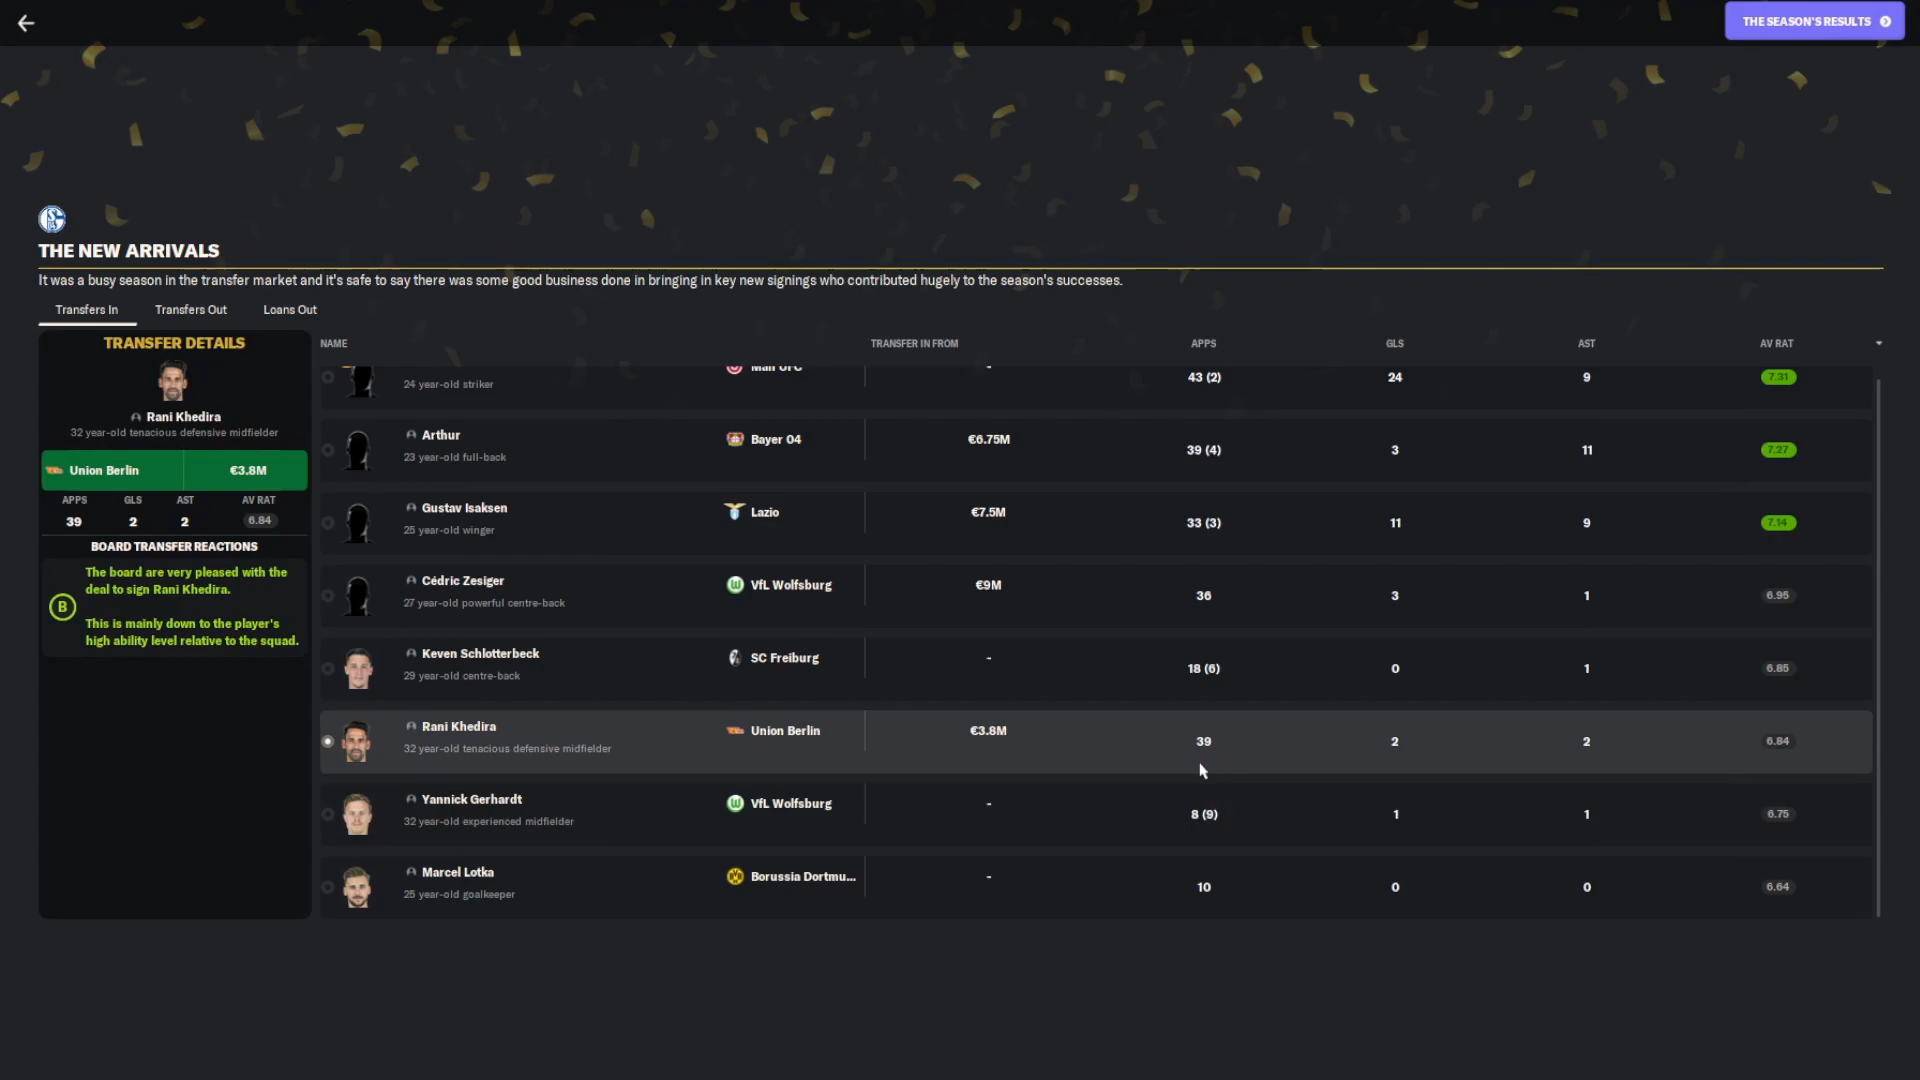 THE SEASON'S RESULTS
THE NEW ARRIVALS
It was a busy season in the transfer market and it's safe to say there was some good business done in bringing in key new signings who contributed hugely to the season's successes.
Transfers In Transfers Out Loans Out
TRANSFER DETAILS
Rani Khedira
32 year-old tenacious defensive midfielder
Union Berlin €3.8M
APPS GLS AST AV RAT
39 2 2 6.84
BOARD TRANSFER REACTIONS
B
The board are very pleased with the
deal to sign Rani Khedira.
This is mainly down to the player's
high ability level relative to the squad.
NAME TRANSFER IN FROM APPS GLS AST AV RAT
Man UFC -
24 year-old striker 43 (2) 24 9 7.31
Arthur Bayer 04 €6.75M
23 year-old full-back 39 (4) 3 11 7.27
Gustav Isaksen Lazio €7.5M
25 year-old winger 33 (3) 11 9 7.14
Cédric Zesiger VfL Wolfsburg €9M
27 year-old powerful centre-back 36 3 1 6.95
Keven Schlotterbeck SC Freiburg -
29 year-old centre-back 18 (6) 0 1 6.85
Rani Khedira Union Berlin €3.8M
32 year-old tenacious defensive midfielder 39 2 2 6.84
Yannick Gerhardt VfL Wolfsburg -
32 year-old experienced midfielder 8 (9) 1 1 6.75
Marcel Lotka Borussia Dortmu... -
25 year-old goalkeeper 10 0 0 6.64